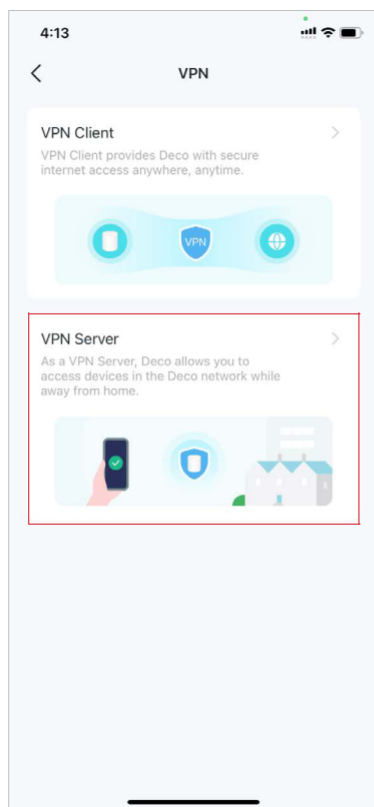 4:13
VPN
VPN Client
VPN Client provides Deco with secure
internet access anywhere, anytime.
VPN
VPN Server
As a VPN Server, Deco allows you to
access devices in the Deco network while
away from home.